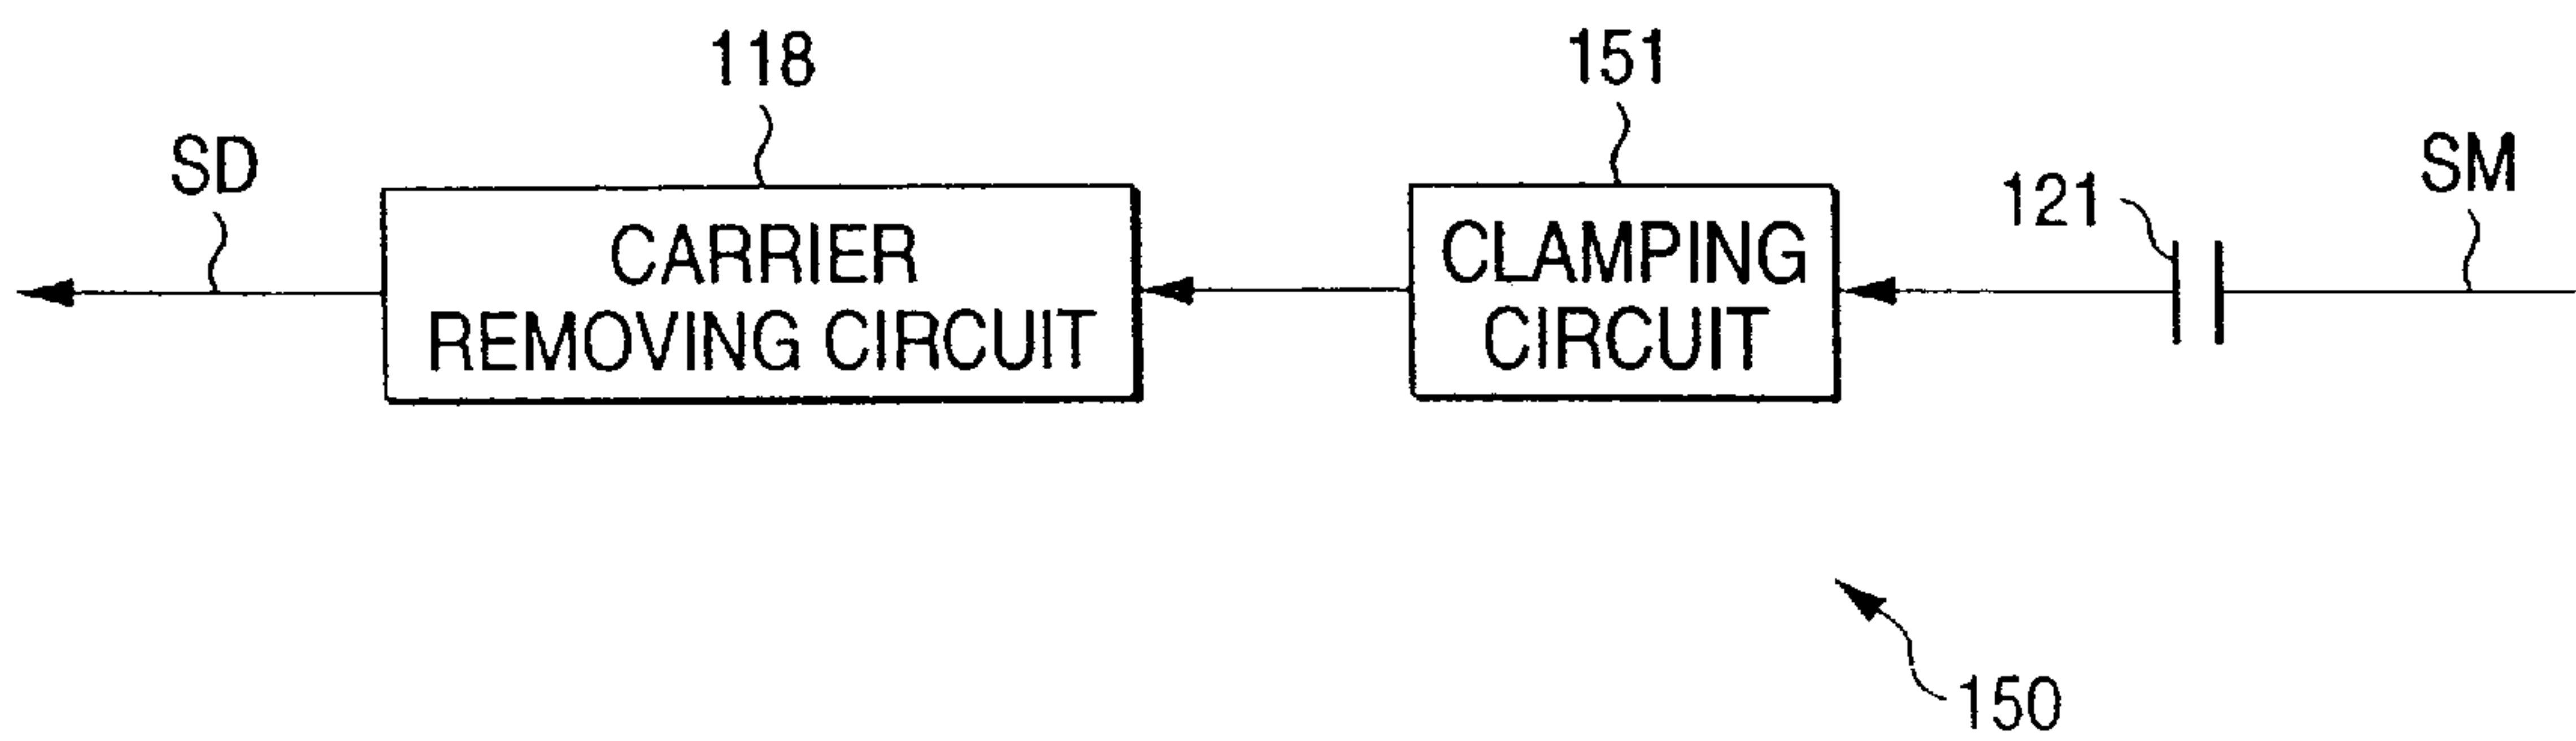 118
151
SD
121
SM
CARRIER
REMOVING CIRCUIT
CLAMPING
CIRCUIT
150